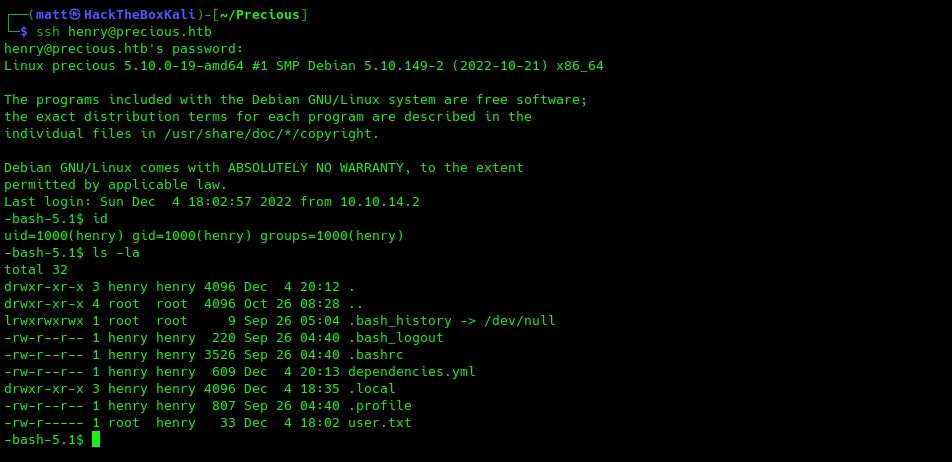 ┌──(matt㉿HackTheBoxKali)-[~/Precious]
└─$ ssh henry@precious.htb
henry@precious.htb's password:
Linux precious 5.10.0-19-amd64 #1 SMP Debian 5.10.149-2 (2022-10-21) x86_64

The programs included with the Debian GNU/Linux system are free software;
the exact distribution terms for each program are described in the
individual files in /usr/share/doc/*/copyright.

Debian GNU/Linux comes with ABSOLUTELY NO WARRANTY, to the extent
permitted by applicable law.
Last login: Sun Dec  4 18:02:57 2022 from 10.10.14.2
-bash-5.1$ id
uid=1000(henry) gid=1000(henry) groups=1000(henry)
-bash-5.1$ ls -la
total 32
drwxr-xr-x 3 henry henry 4096 Dec  4 20:12 .
drwxr-xr-x 4 root  root  4096 Oct 26 08:28 ..
lrwxrwxrwx 1 root  root     9 Sep 26 05:04 .bash_history -> /dev/null
-rw-r--r-- 1 henry henry  220 Sep 26 04:40 .bash_logout
-rw-r--r-- 1 henry henry 3526 Sep 26 04:40 .bashrc
-rw-r--r-- 1 henry henry  609 Dec  4 20:13 dependencies.yml
drwxr-xr-x 3 henry henry 4096 Dec  4 18:35 .local
-rw-r--r-- 1 henry henry  807 Sep 26 04:40 .profile
-rw-r----- 1 root  henry   33 Dec  4 18:02 user.txt
-bash-5.1$